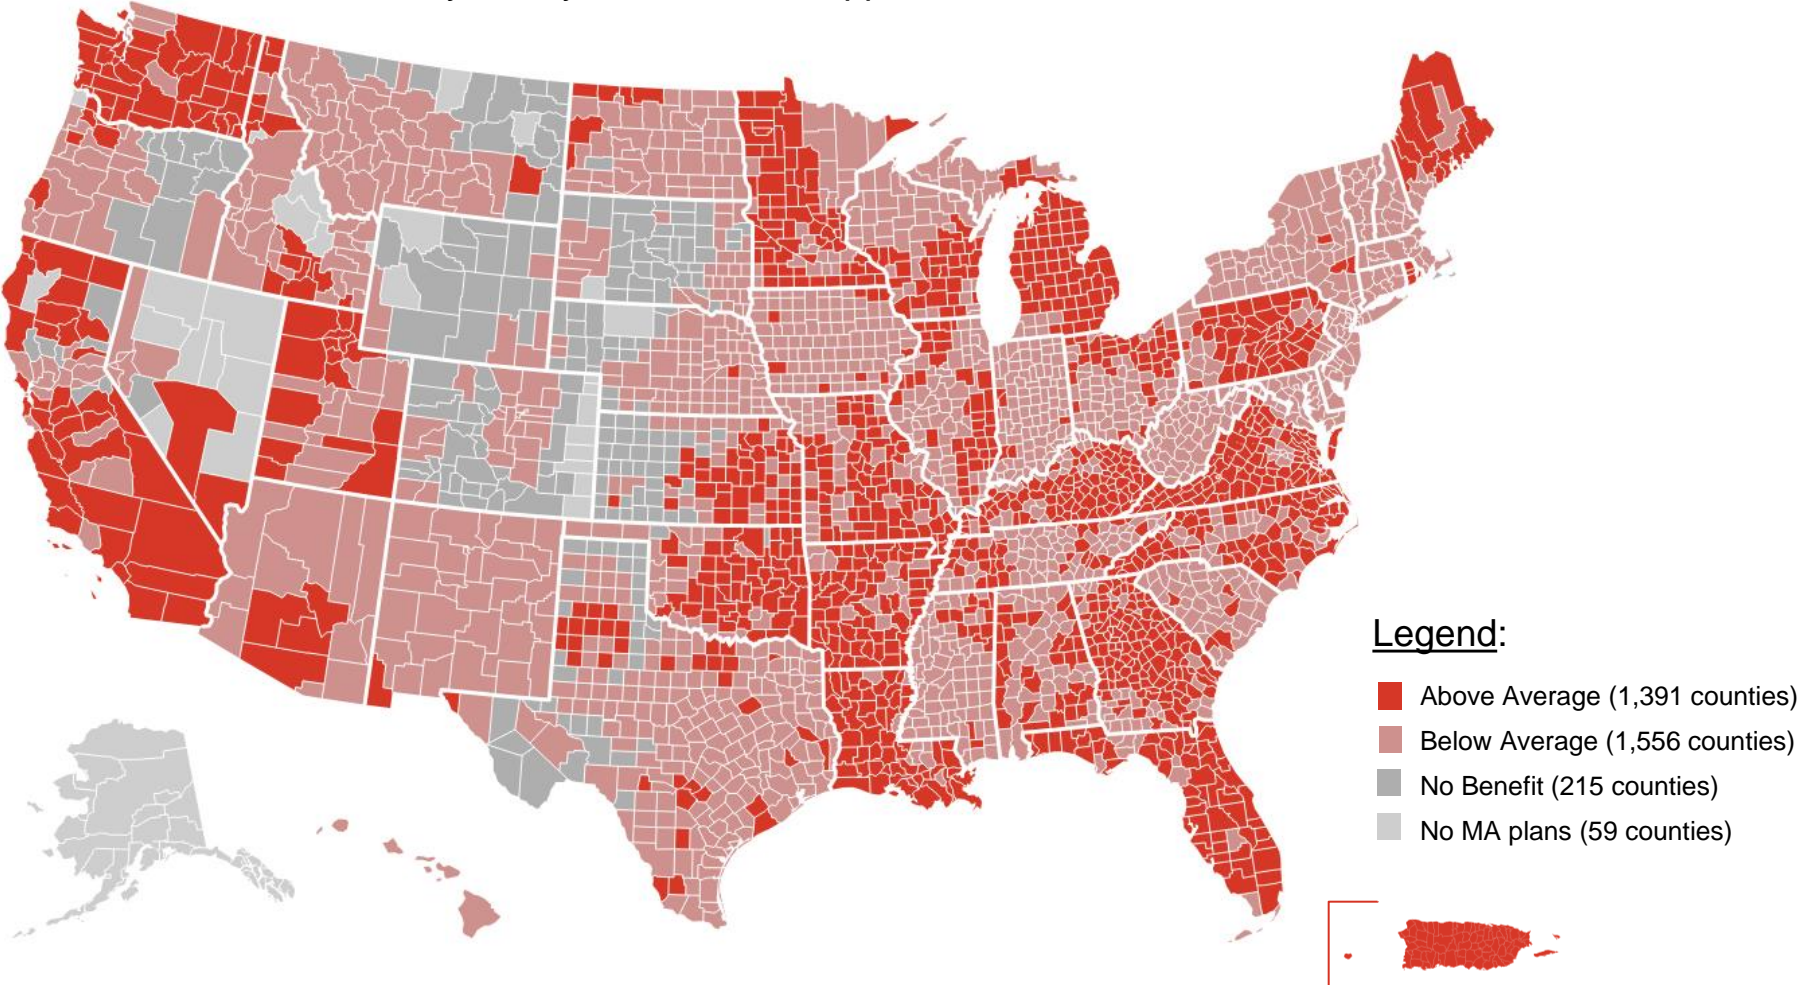 Legend:
Above Average (1,391 counties)
Below Average (1,556 counties)
No Benefit (215 counties)
No MA plans (59 counties)